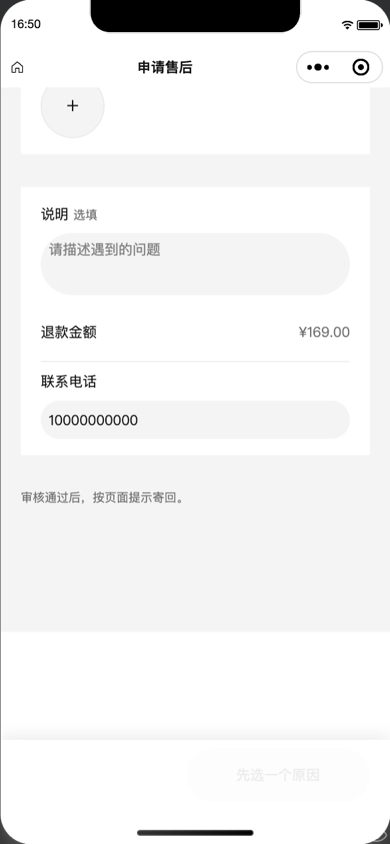 16:50
申请售后
+
说明 选填
请描述遇到的问题
退款金额 ¥169.00
联系电话
10000000000
审核通过后，按页面提示寄回。
先选一个原因